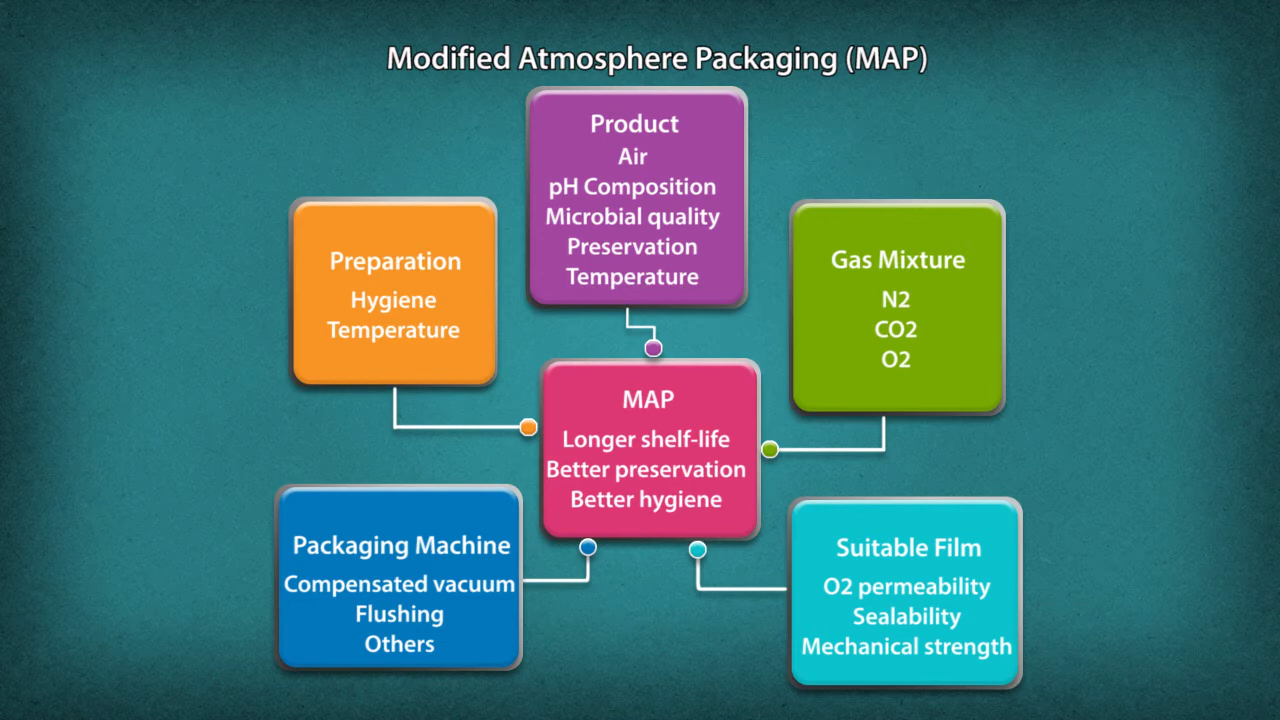 Modified Atmosphere Packaging (MAP)
Product
Air
pH Composition
Microbial quality
Preservation
Temperature
Preparation
Hygiene
Temperature
Gas Mixture
N2
CO2
O2
MAP
Longer shelf-life
Better preservation
Better hygiene
Packaging Machine
Compensated vacuum
Flushing
Others
Suitable Film
O2 permeability
Sealability
Mechanical strength